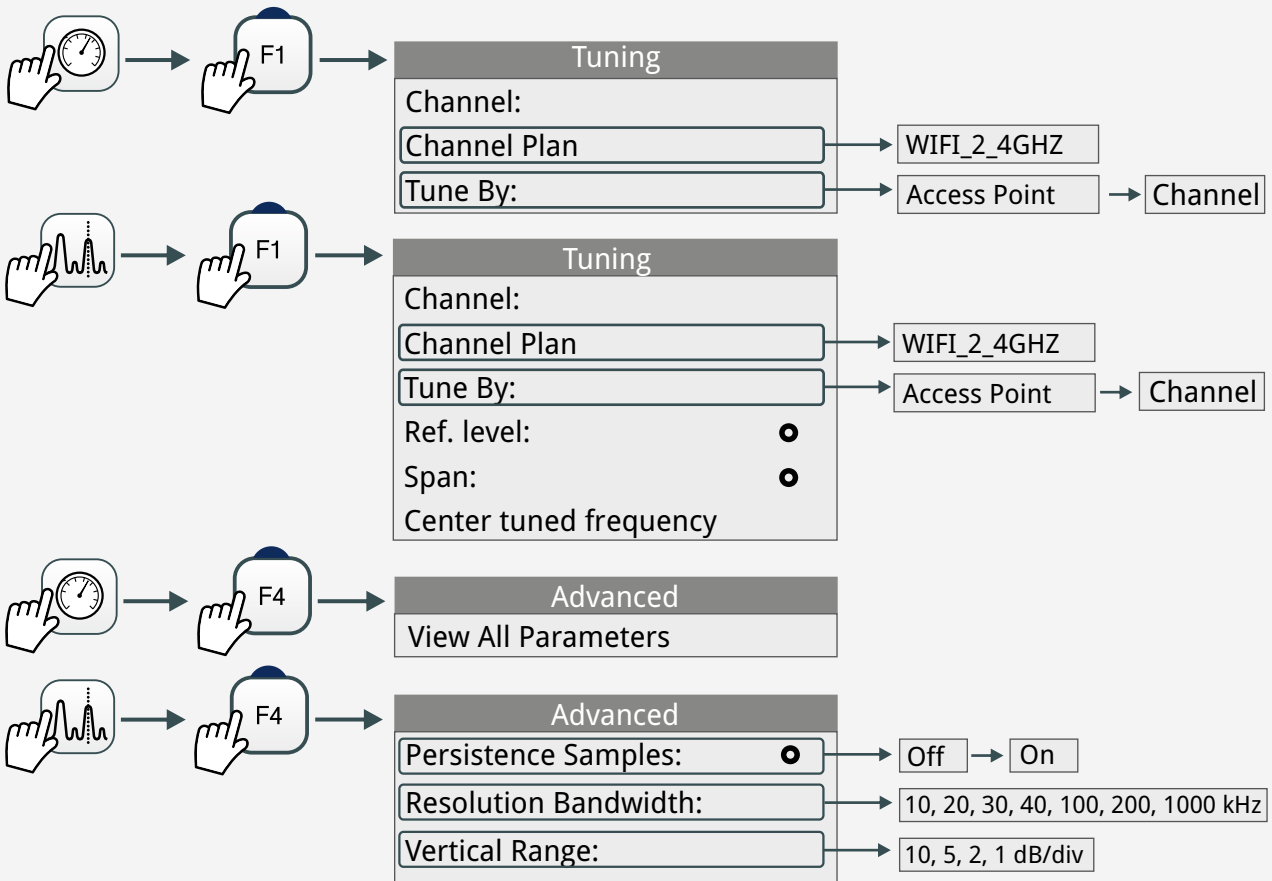 F1
Tuning
Channel:
Channel Plan
WIFI_2_4GHZ
Tune By:
Access Point
Channel
F1
Tuning
Channel:
Channel Plan
WIFI_2_4GHZ
Tune By:
Access Point
Channel
Ref. level:
Span:
Center tuned frequency
F4
Advanced
View All Parameters
F4
Advanced
Persistence Samples:
Off
On
Resolution Bandwidth:
10, 20, 30, 40, 100, 200, 1000 kHz
Vertical Range:
10, 5, 2, 1 dB/div